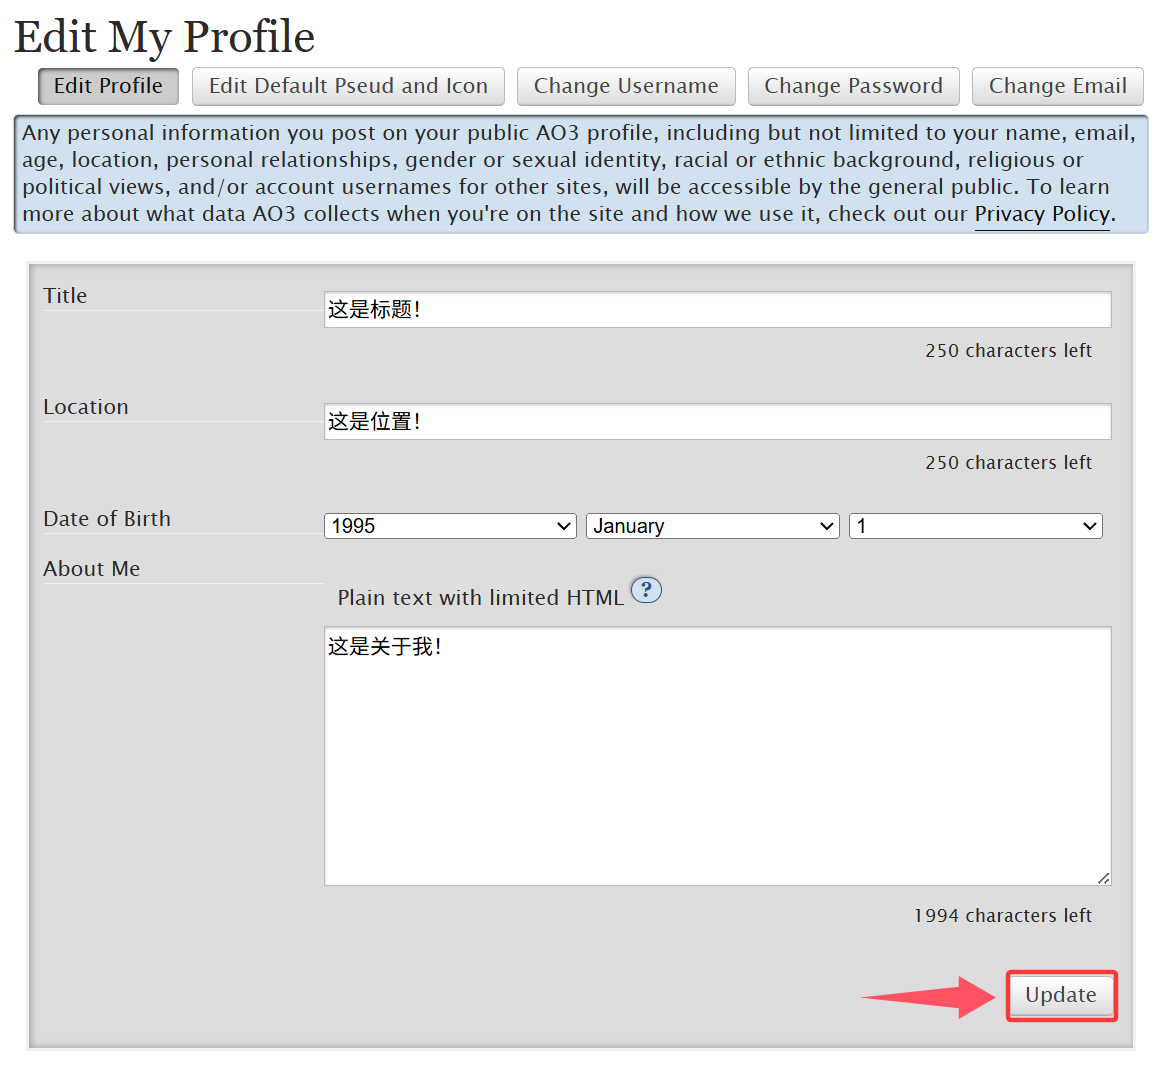 Edit My Profile
Edit Profile
Edit Default Pseud and Icon
Change Username
Change Password
Change Email
Any personal information you post on your public AO3 profile, including but not limited to your name, email,
age, location, personal relationships, gender or sexual identity, racial or ethnic background, religious or
political views, and/or account usernames for other sites, will be accessible by the general public. To learn
more about what data AO3 collects when you're on the site and how we use it, check out our Privacy Policy.
Title
这是标题！
250 characters left
Location
这是位置！
250 characters left
Date of Birth
1995
January
1
About Me
Plain text with limited HTML
?
这是关于我！
1994 characters left
Update